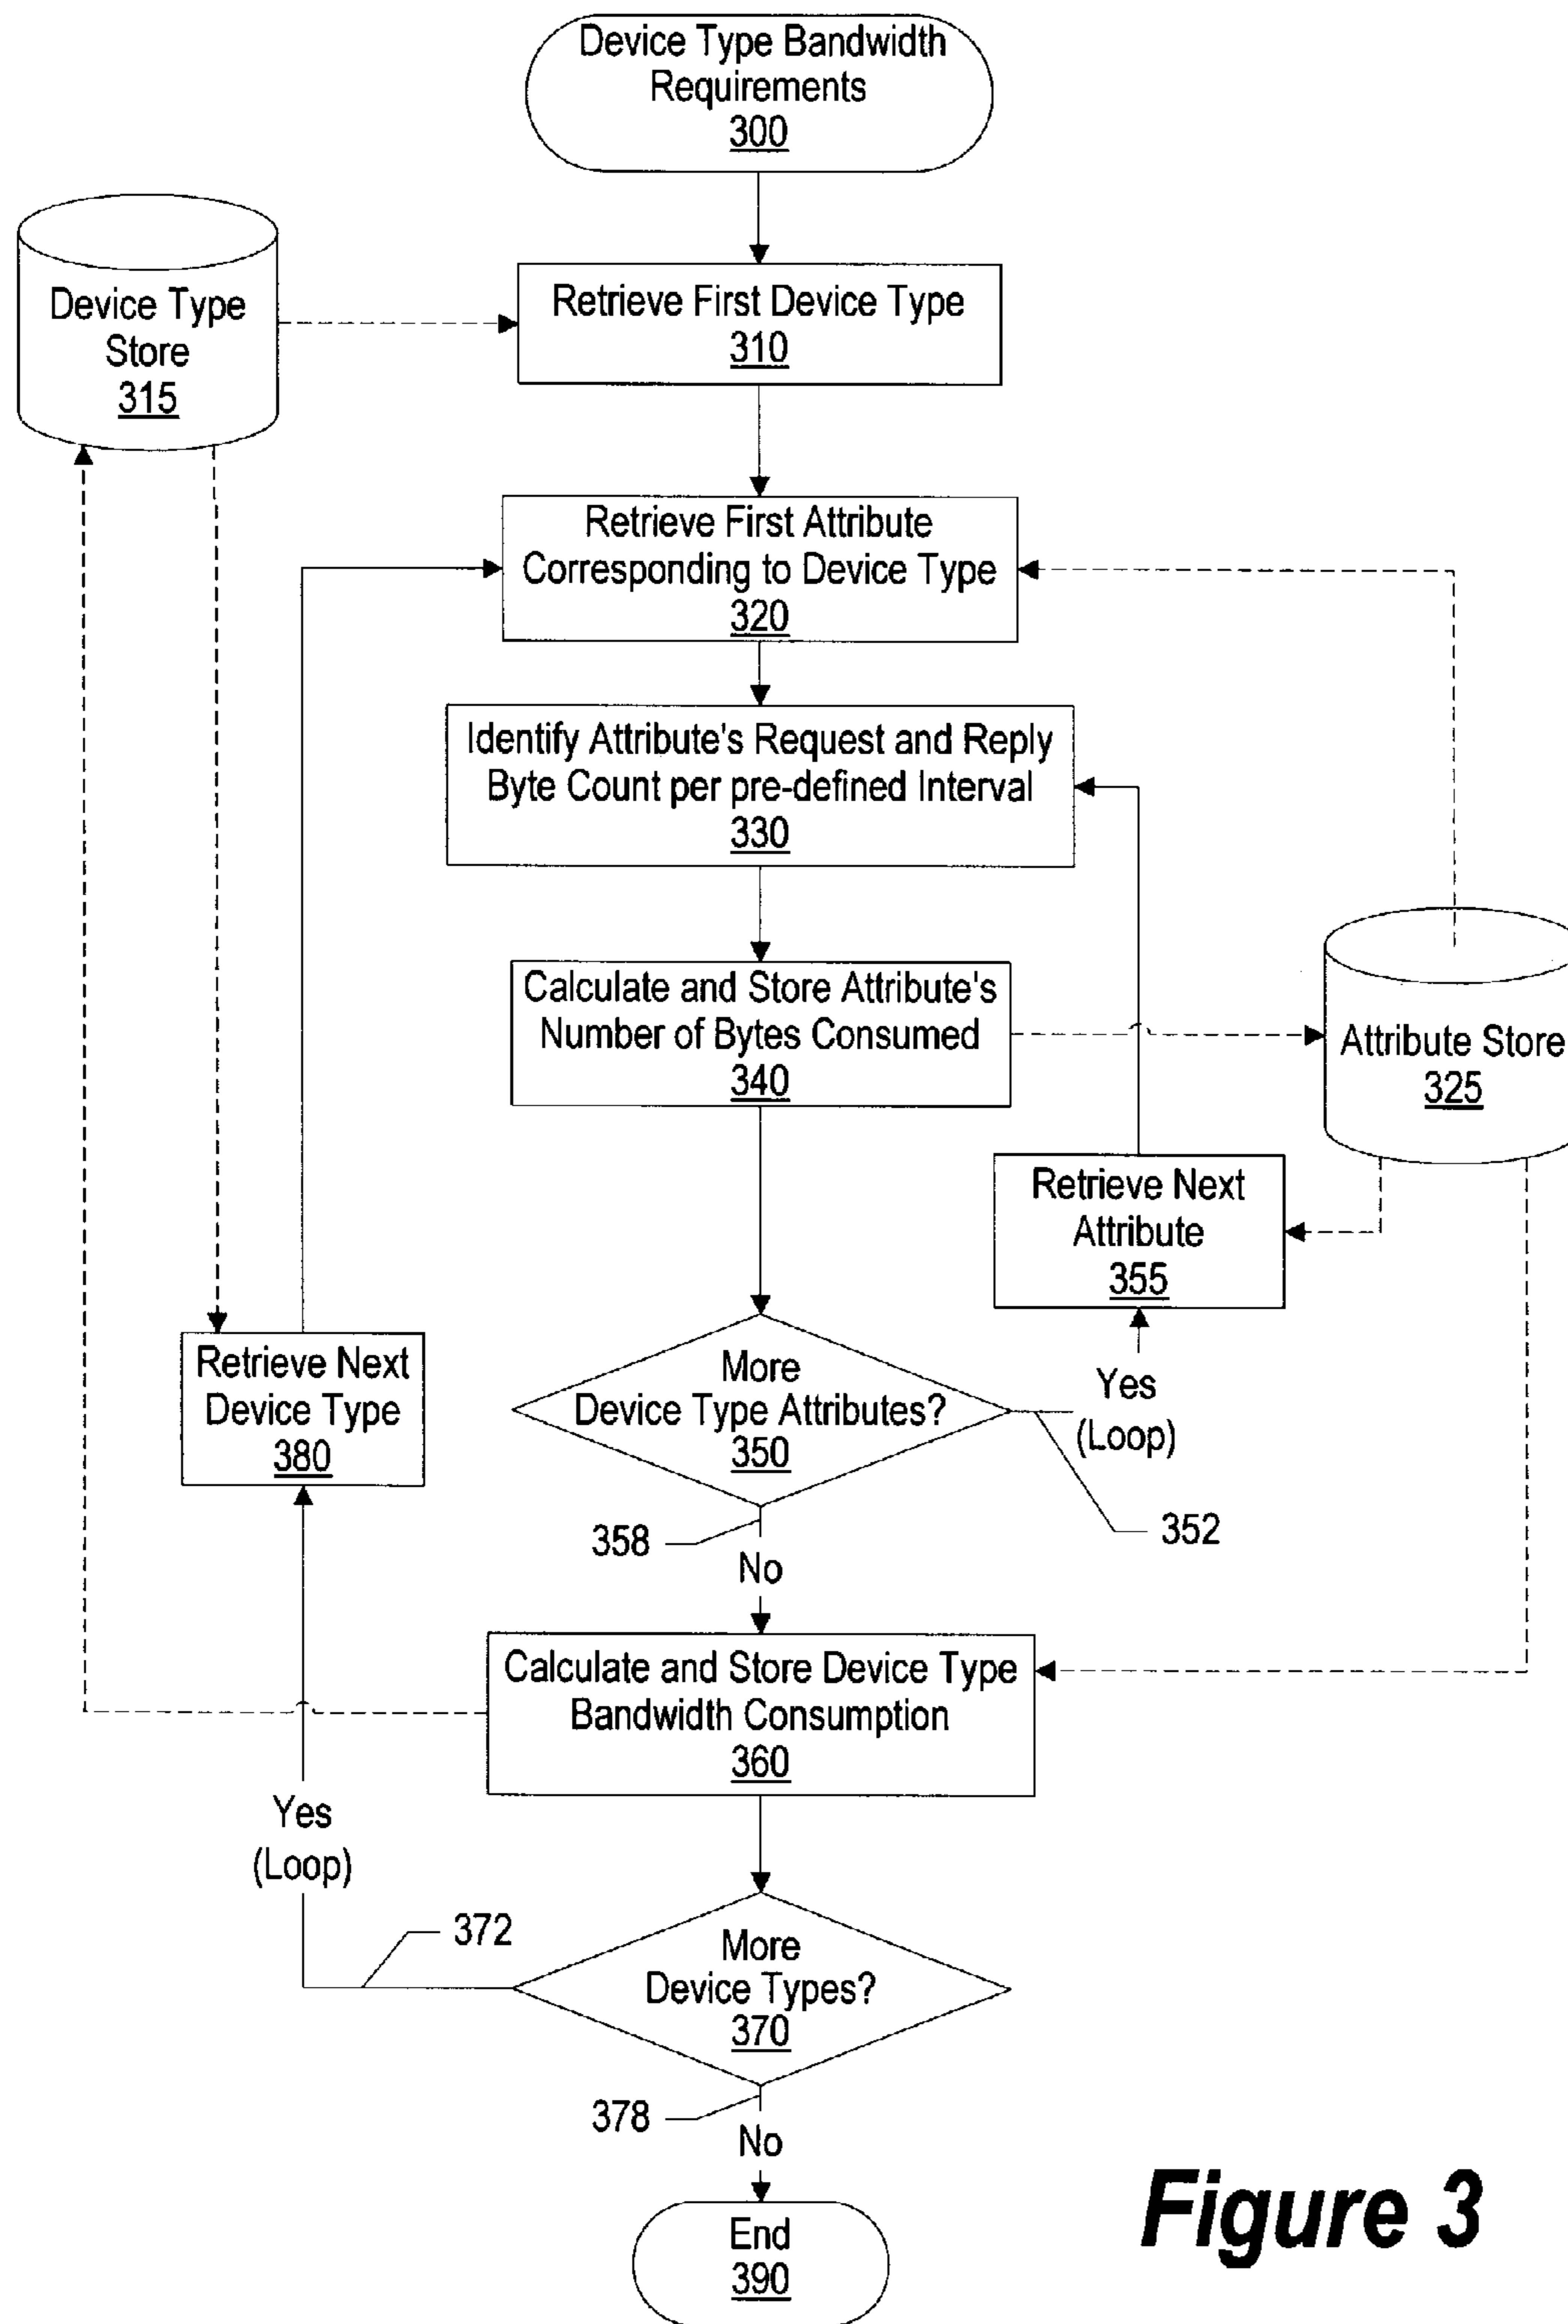 Device Type Bandwidth
Requirements
300
Device Type
Store
315
Retrieve First Device Type
310
Retrieve First Attribute
Corresponding to Device Type
320
Identify Attribute's Request and Reply
Byte Count per pre-defined Interval
330
Calculate and Store Attribute's
Number of Bytes Consumed
340
Attribute Store
325
Retrieve Next
Attribute
355
Retrieve Next
Device Type
380
More
Device Type Attributes?
350
Yes
(Loop)
352
358
No
Calculate and Store Device Type
Bandwidth Consumption
360
Yes
(Loop)
372
More
Device Types?
370
378
No
End
390
Figure 3